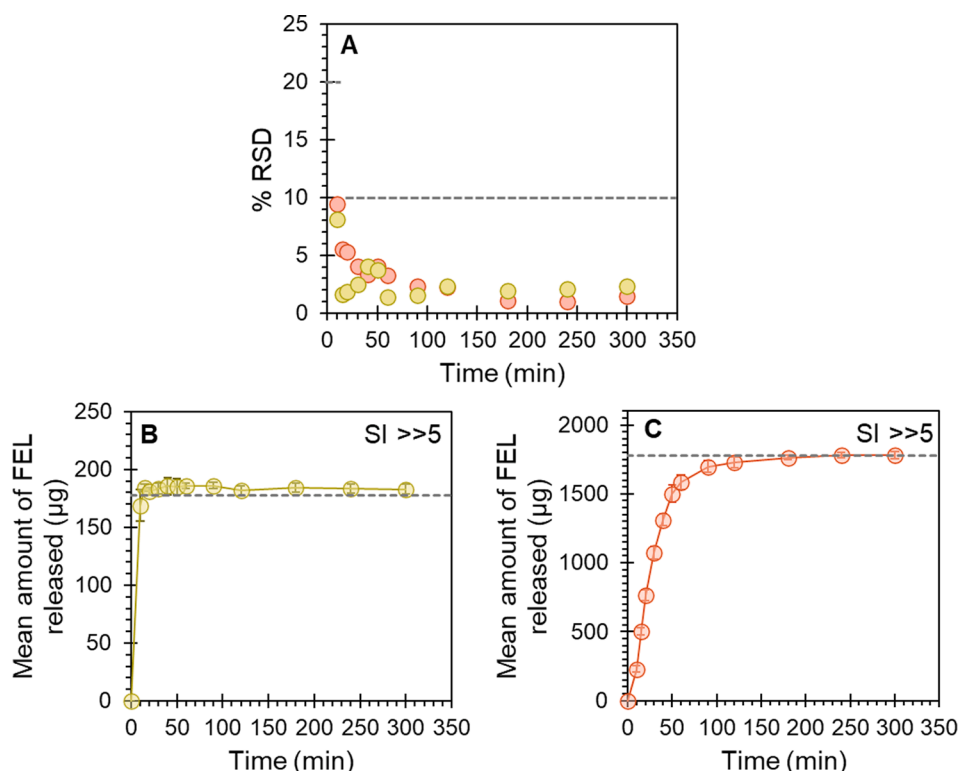 A
25
20
15
10
5
0
% RSD
0 50 100 150 200 250 300 350
Time (min)
B
SI >>5
250
200
150
100
50
0
Mean amount of FEL
released (µg)
0 50 100 150 200 250 300 350
Time (min)
C
SI >>5
2000
1500
1000
500
0
Mean amount of FEL
released (µg)
0 50 100 150 200 250 300 350
Time (min)